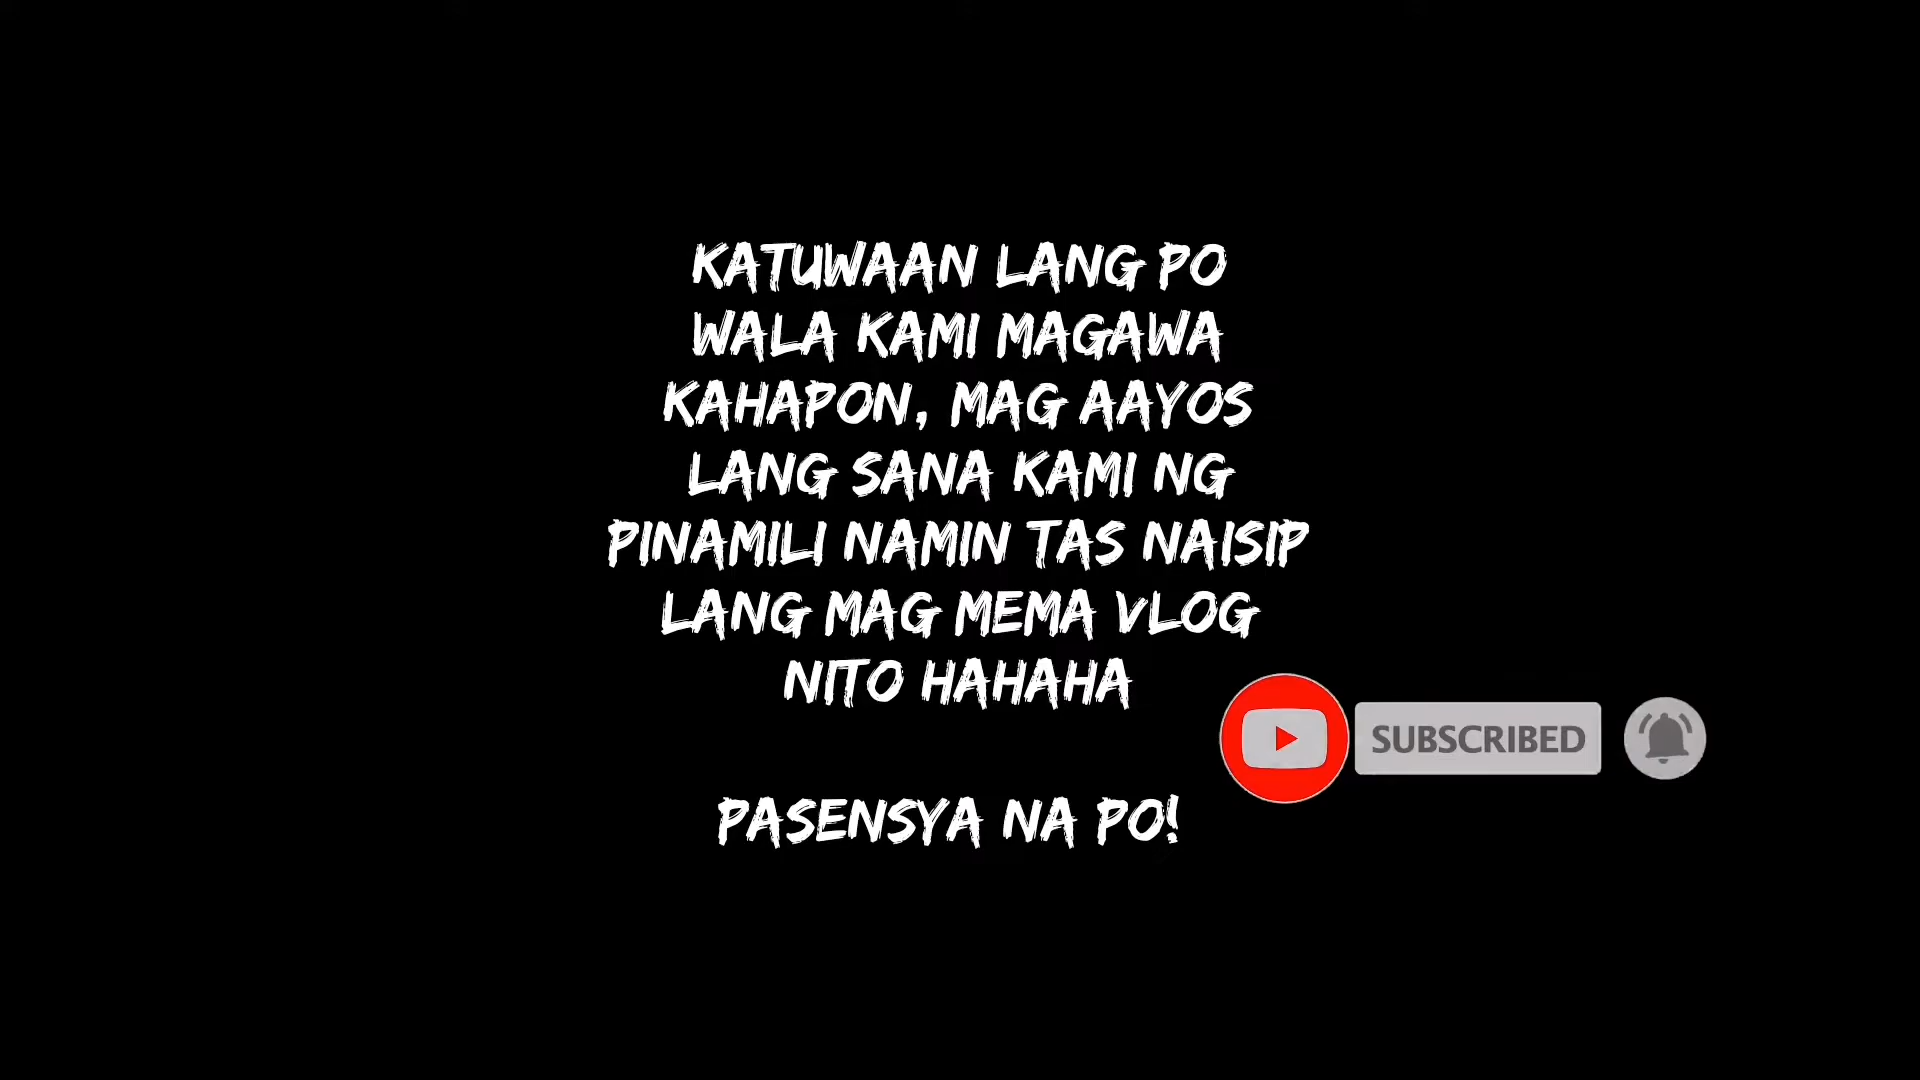 KATUWAAN LANG PO
WALA KAMI MAGAWA
KAHAPON, MAG AAYOS
LANG SANA KAMI NG
PINAMILI NAMIN TAS NAISIP
LANG MAG MEMA VLOG
NITO HAHAHA
SUBSCRIBED
PASENSYA NA PO!